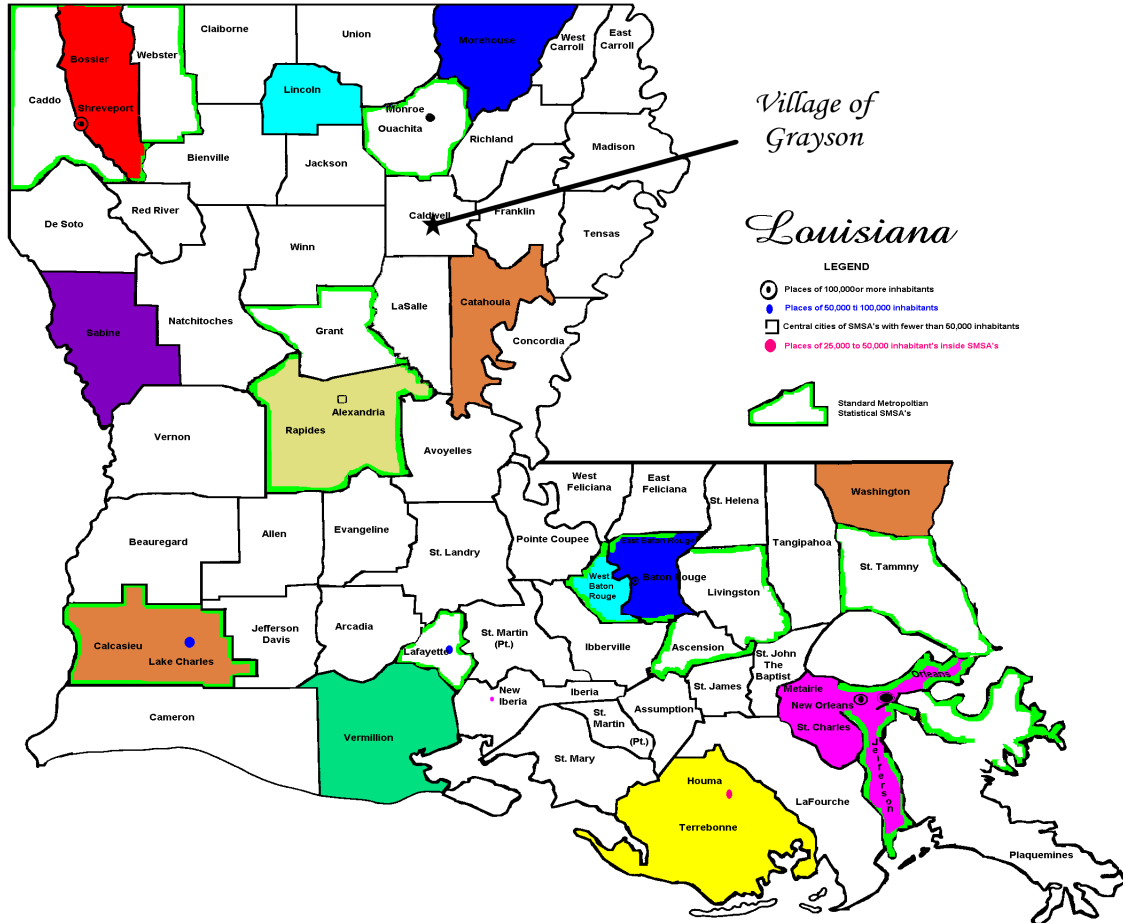 Claiborne
Union
Morehouse
West
Carroll
East
Carroll
Bossier
Webster
Caddo
Shreveport
Lincoln
Monroe
Ouachita
Richland
Madison
Bienville
Jackson
Village of
Grayson
De Soto
Red River
Winn
Caldwell
Franklin
Tensas
Louisiana
LEGEND
Places of 100,000or more inhabitants
Places of 50,000 ti 100,000 inhabitants
Central cities of SMSA's with fewer than 50,000 inhabitants
Places of 25,000 to 50,000 inhabitant's inside SMSA's
Standard Metropoltian
Statistical SMSA's
Sabine
Natchitoches
Grant
LaSalle
Catahoula
Concordia
Alexandria
Rapides
Vernon
Avoyelles
West
Feliciana
East
Feliciana
St. Helena
Washington
Beauregard
Allen
Evangeline
St. Landry
Pointe Coupee
East Baton Rouge
Tangipahoa
St. Tammny
West
Baton
Rouge
Baton Rouge
Livingston
Calcasieu
Lake Charles
Jefferson
Davis
Arcadia
Lafayette
St. Martin
(Pt.)
Ibberville
Ascension
St. John
The
Baptist
Orleans
Cameron
Vermillion
New
Iberia
Iberia
St.
Martin
(Pt.)
Assumption
St. James
Metairie
New Orleans
St. Charles
Jefferson
St. Mary
Houma
Terrebonne
LaFourche
Plaquemines